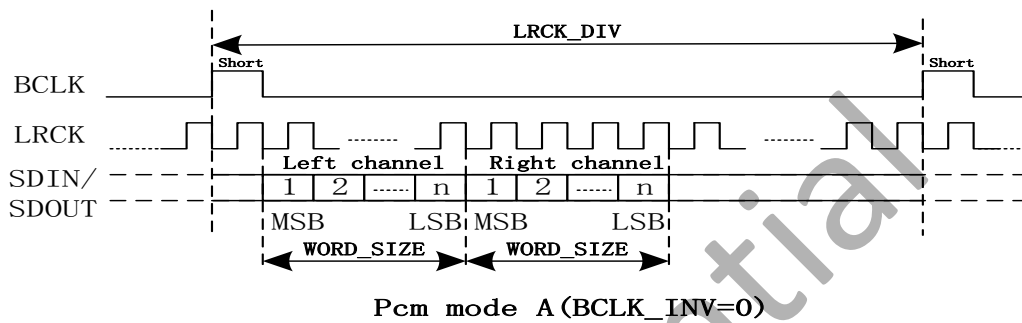 LRCK_DIV
Short Short
BCLK
LRCK
Left channel Right channel
SDIN/ 1 2 ...... n 1 2 ...... n
SDOUT
MSB LSB MSB LSB
WORD_SIZE WORD_SIZE
Pcm mode A(BCLK_INV=0)
ential